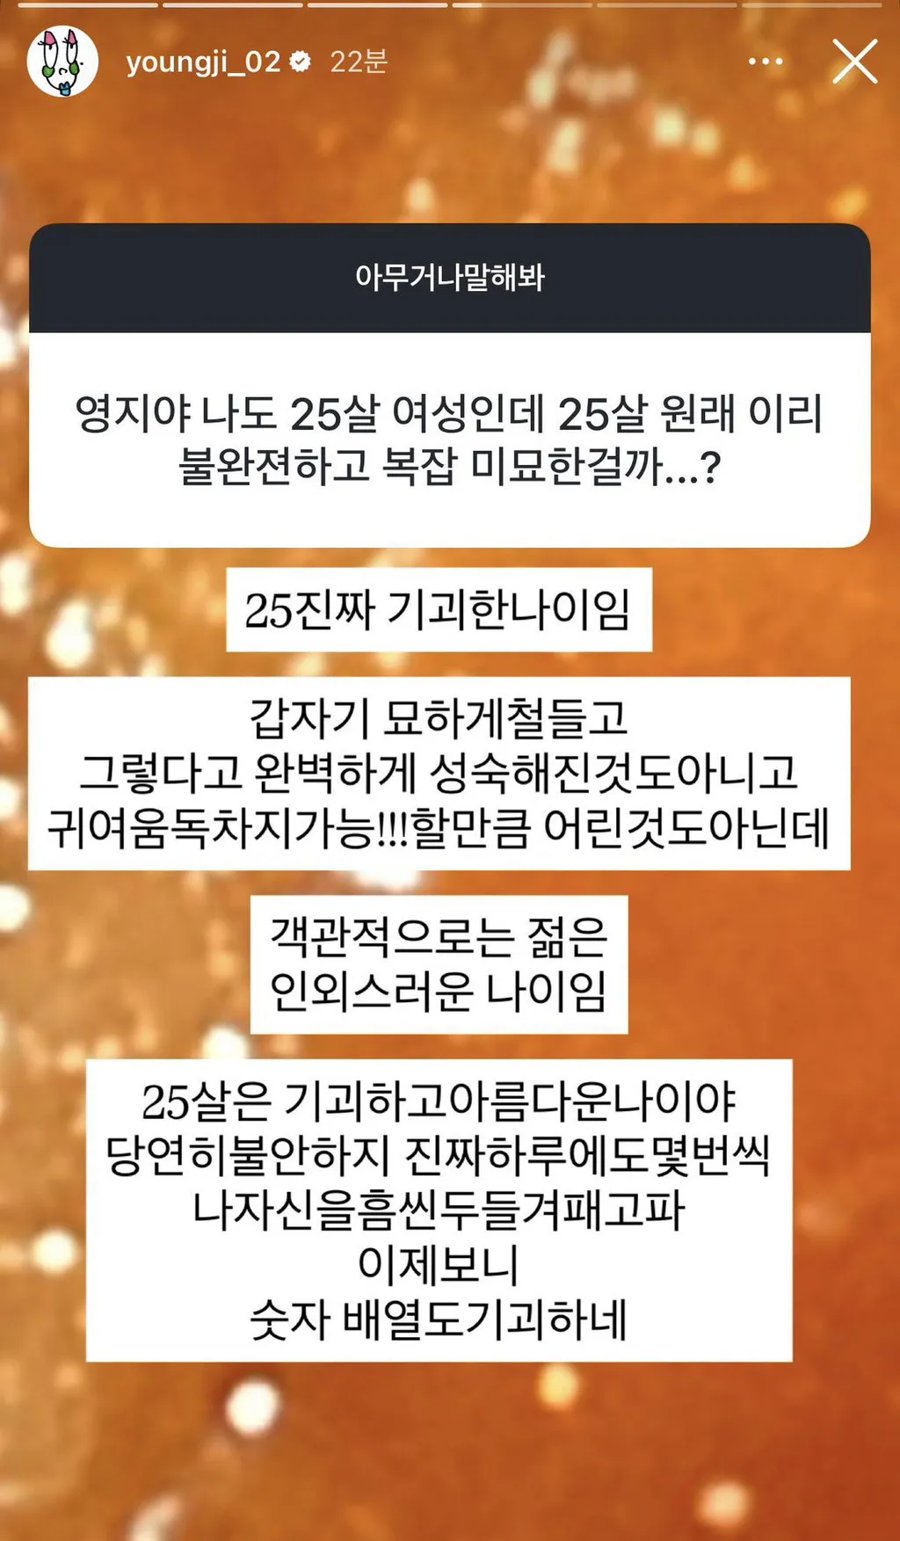 youngji_02 22분
아무거나말해봐
영지야 나도 25살 여성인데 25살 원래 이리
불완젼하고 복잡 미묘한걸까...?
25진짜 기괴한나이임
갑자기 묘하게철들고
그렇다고 완벽하게 성숙해진것도아니고
귀여움독차지가능!!!할만큼 어린것도아닌데
객관적으로는 젊은
인외스러운 나이임
25살은 기괴하고아름다운나이야
당연히불안하지 진짜하루에도몇번씩
나자신을흠씬두들겨패고파
이제보니
숫자 배열도기괴하네